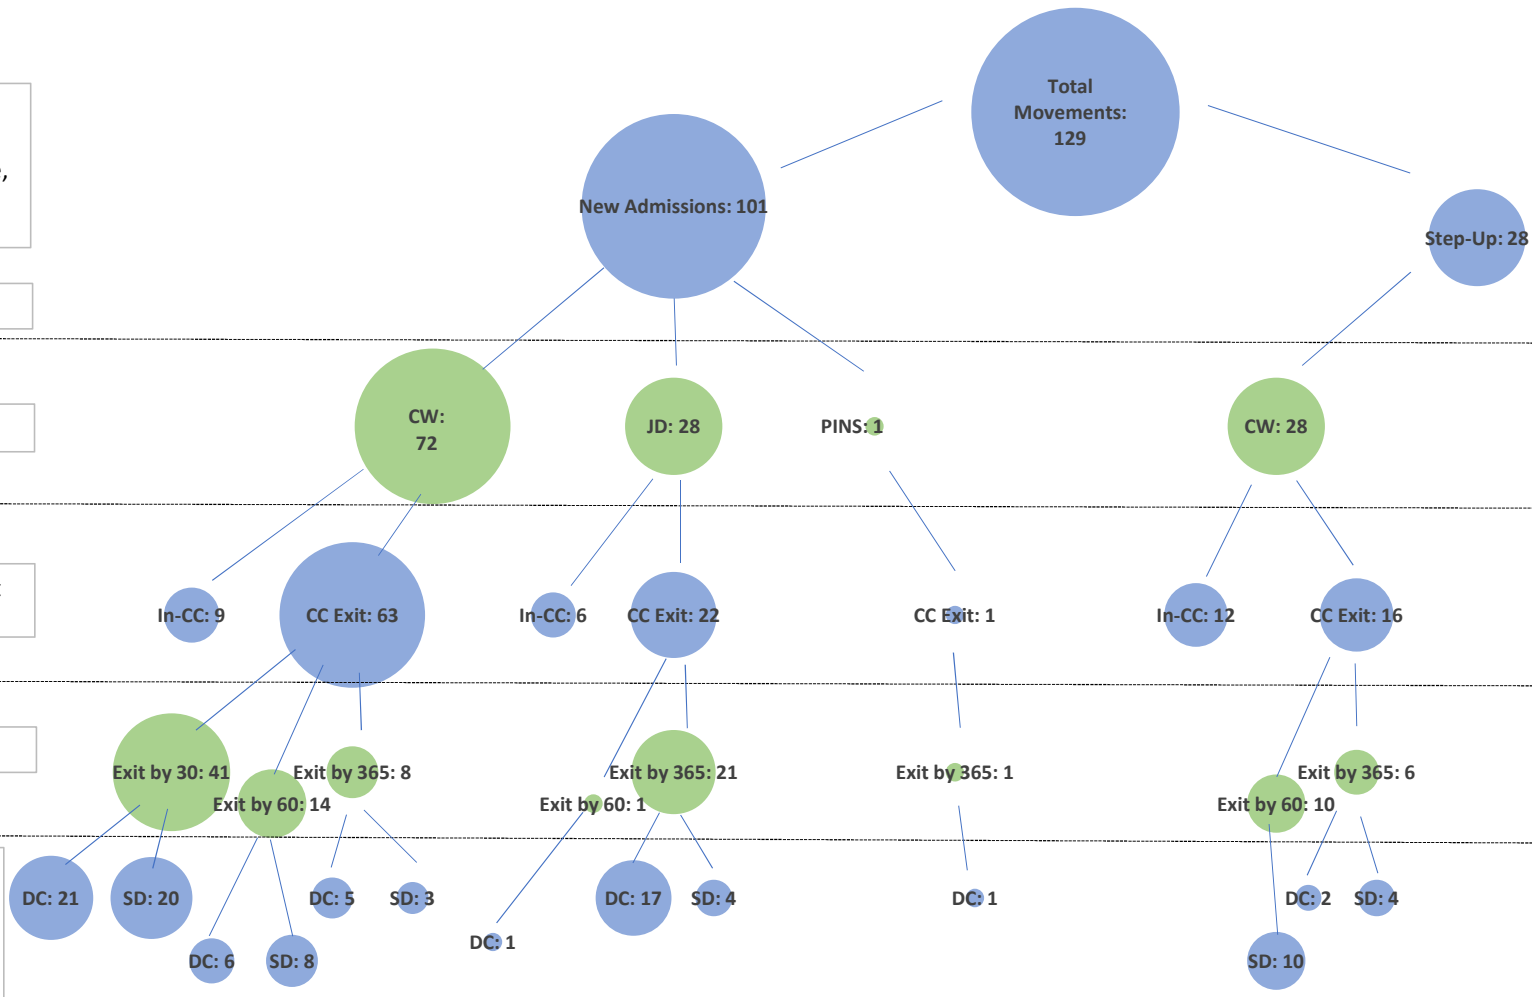 Total
Movements:
129
e,
New Admissions: 101
Step-Up: 28
CW:
72
JD: 28
PINS: 1
CW: 28
In-CC: 9
CC Exit: 63
In-CC: 6
CC Exit: 22
CC Exit: 1
In-CC: 12
CC Exit: 16
Exit by 30: 41
Exit by 365: 8
Exit by 60: 14
Exit by 60: 1
Exit by 365: 21
Exit by 365: 1
Exit by 60: 10
Exit by 365: 6
DC: 21
SD: 20
DC: 5
SD: 3
DC: 17
SD: 4
DC: 1
DC: 2
SD: 4
DC: 6
SD: 8
DC: 1
SD: 10